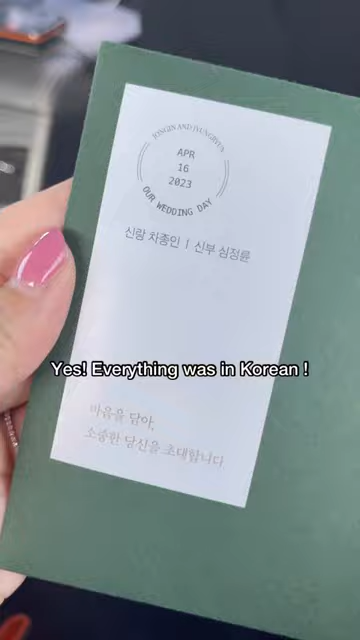 JONGIN AND JYUNGRYUN
APR
16
2023
OUR WEDDING DAY
신랑 차종인 | 신부 심정륜
Yes! Everything was in Korean !
마음을 담아,
소중한 당신을 초대합니다.